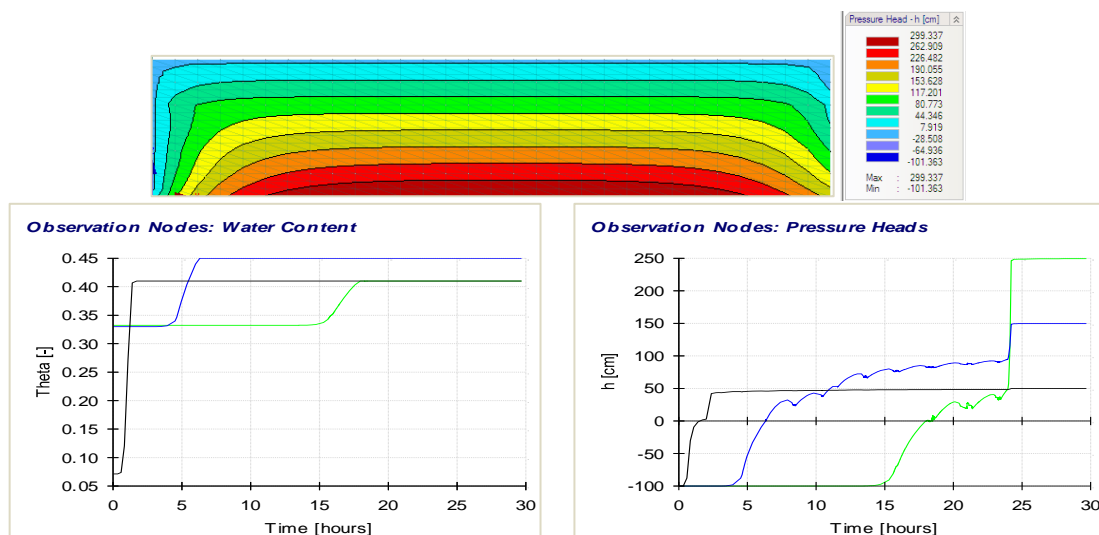 Pressure Head - h [cm]
299.337
262.909
226.482
190.055
153.628
117.201
80.773
44.346
7.919
-28.508
-64.936
-101.363
Max : 299.337
Min : -101.363
Observation Nodes: Water Content
0.45
0.40
0.35
0.30
0.25
0.20
0.15
0.10
0.05
Theta [-]
0 5 10 15 20 25 30
Time [hours]
Observation Nodes: Pressure Heads
250
200
150
100
50
0
-50
-100
h [cm]
0 5 10 15 20 25 30
Time [hours]